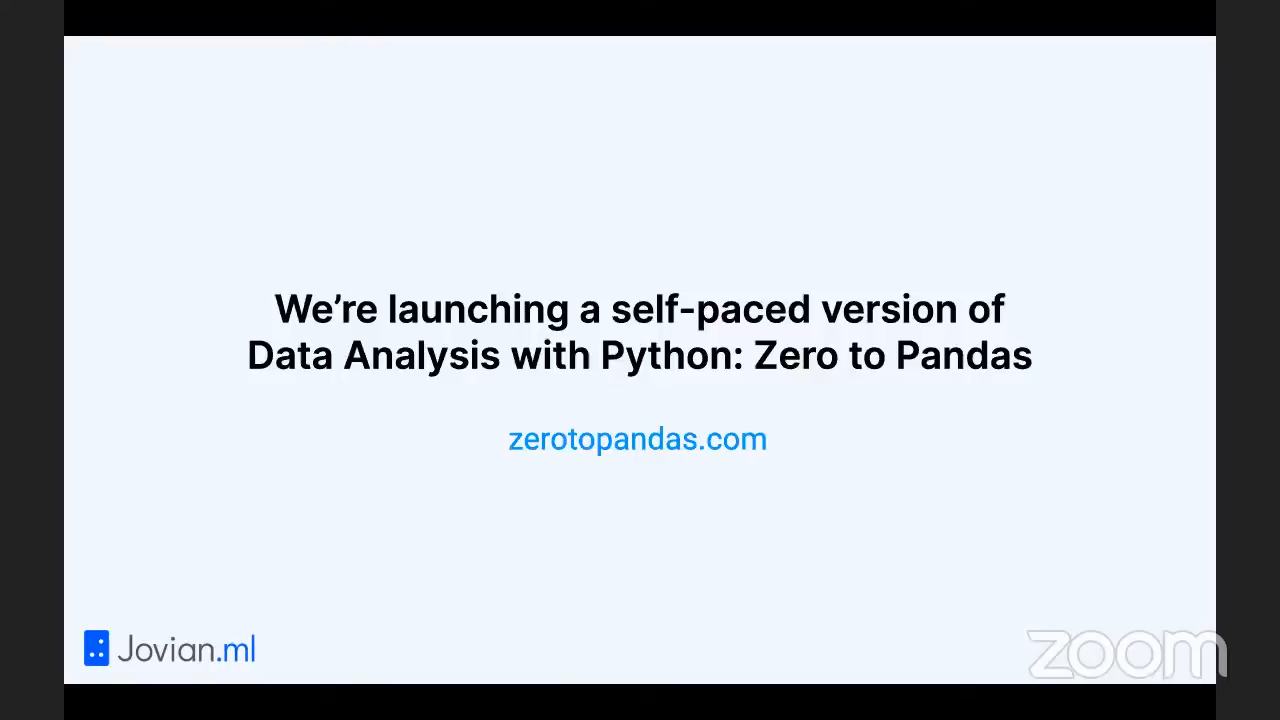 We’re launching a self-paced version of
Data Analysis with Python: Zero to Pandas
zerotopandas.com
Jovian.ml
zoom